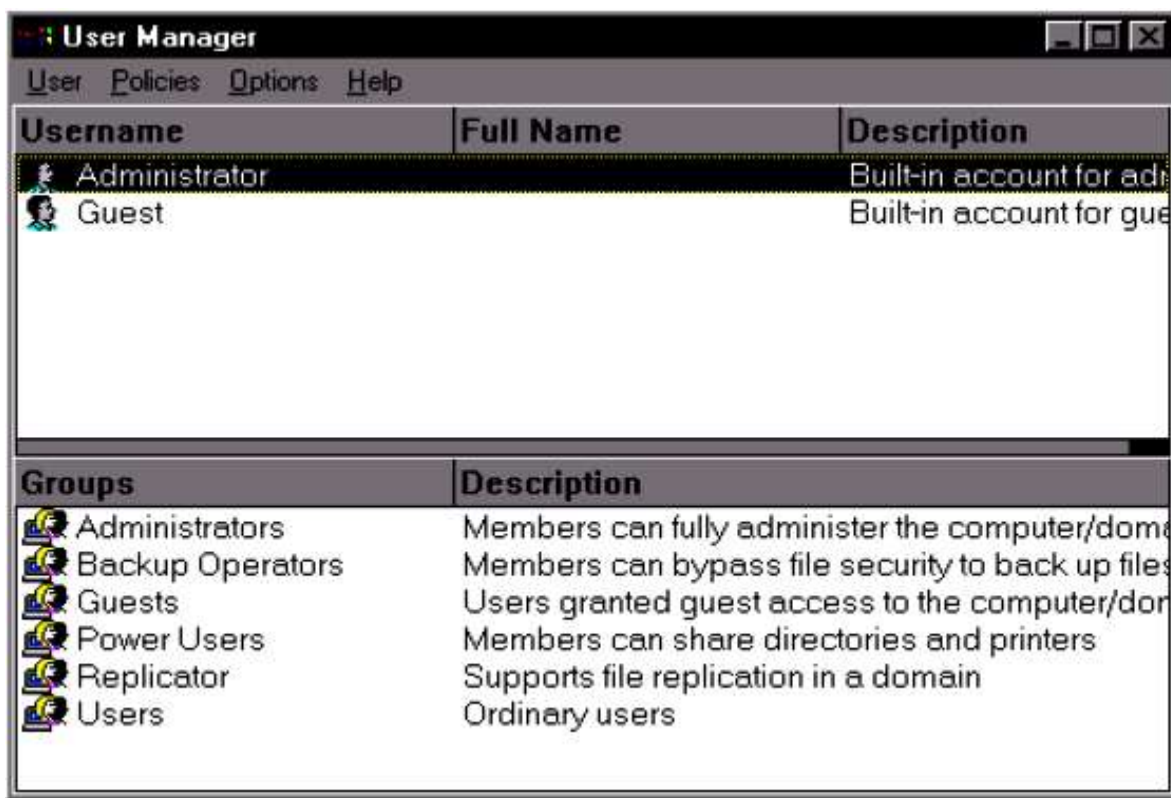 User Manager
User Policies Options Help
Username Full Name Description
Administrator Built-in account for adr
Guest Built-in account for gue
Groups Description
Administrators Members can fully administer the computer/doma
Backup Operators Members can bypass file security to back up files
Guests Users granted guest access to the computer/dor
Power Users Members can share directories and printers
Replicator Supports file replication in a domain
Users Ordinary users